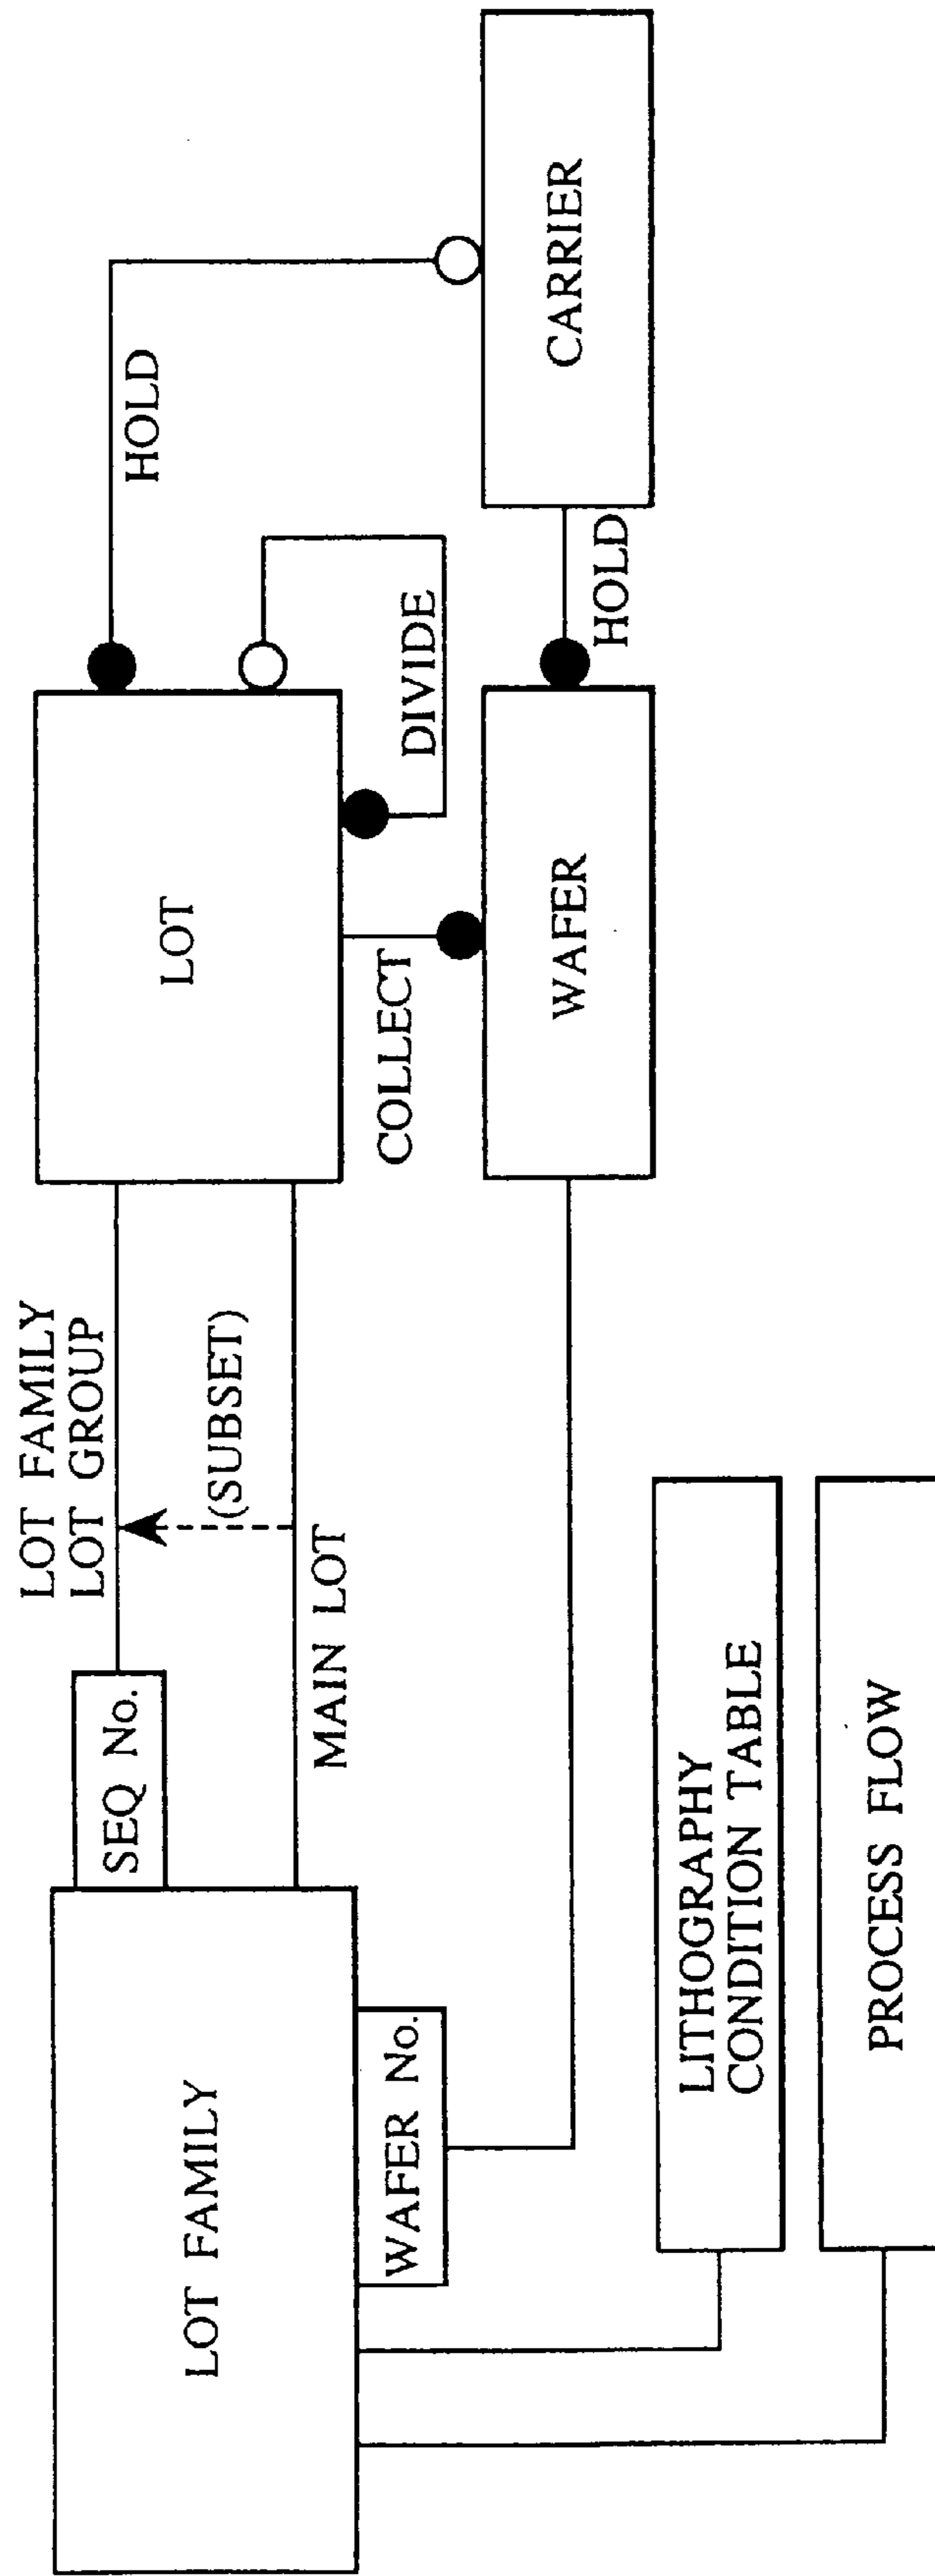 LOT FAMILY
LOT GROUP
SEQ No.
(SUBSET)
MAIN LOT
LOT FAMILY
LOT
HOLD
DIVIDE
COLLECT
WAFER No.
WAFER
HOLD
CARRIER
LITHOGRAPHY
CONDITION TABLE
PROCESS FLOW